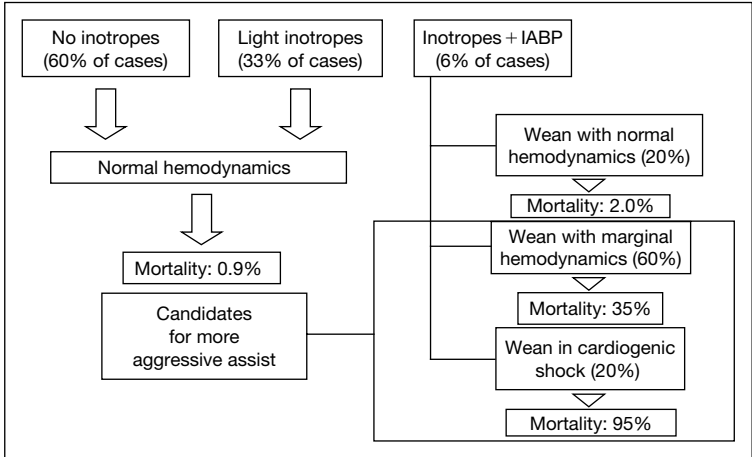 No inotropes
(60% of cases)
Light inotropes
(33% of cases)
Inotropes + IABP
(6% of cases)
Normal hemodynamics
Mortality: 0.9%
Candidates
for more
aggressive assist
Wean with normal
hemodynamics (20%)
Mortality: 2.0%
Wean with marginal
hemodynamics (60%)
Mortality: 35%
Wean in cardiogenic
shock (20%)
Mortality: 95%